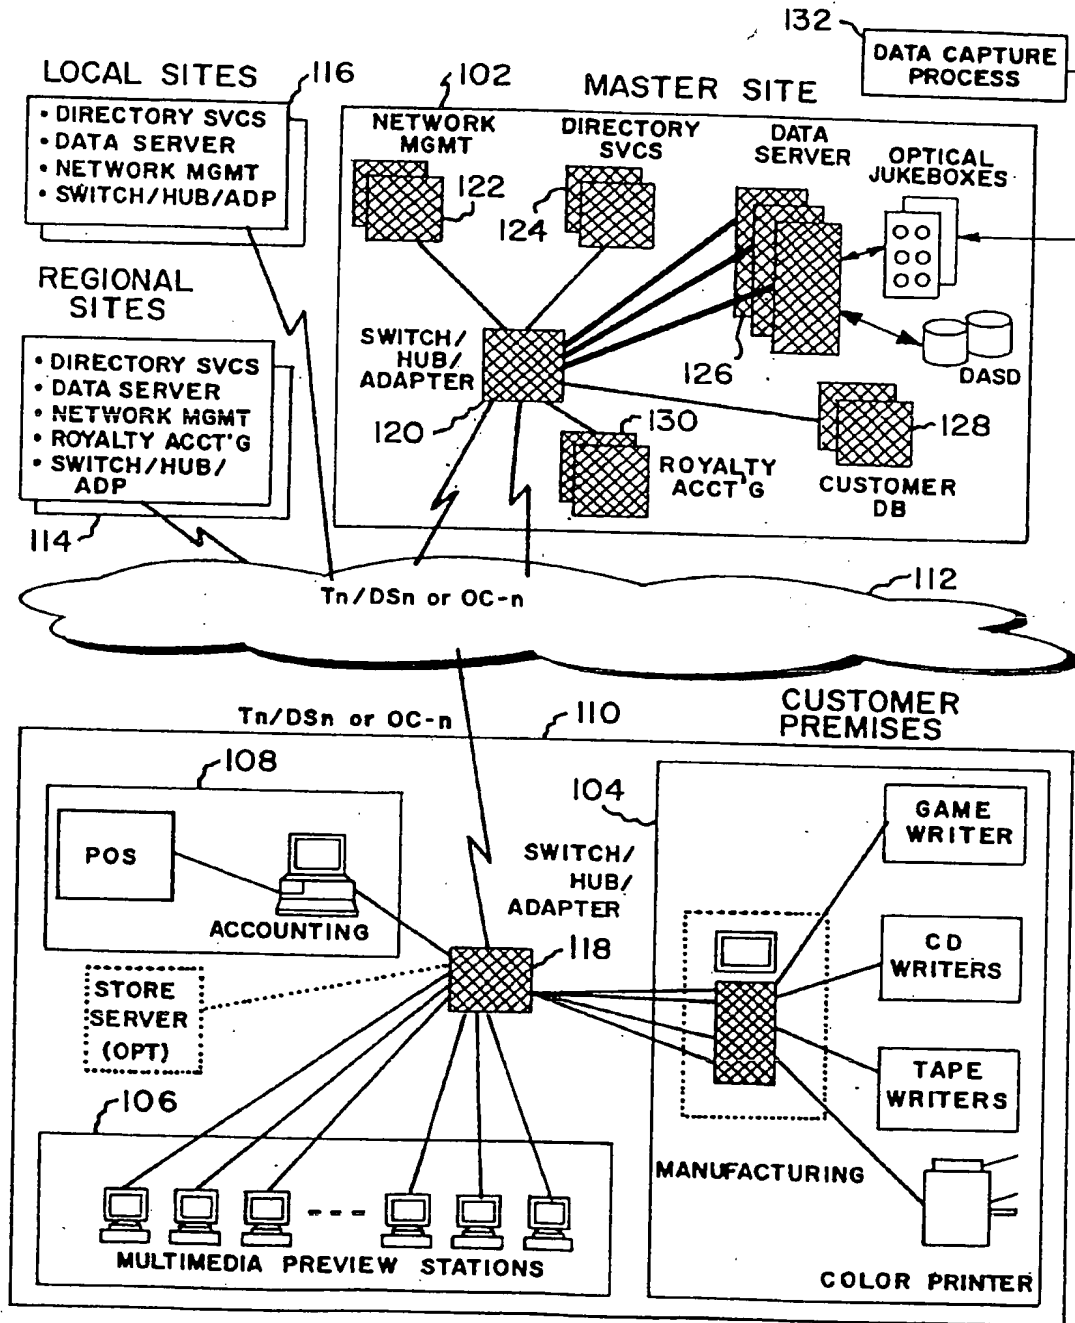 132
DATA CAPTURE
PROCESS
LOCAL SITES
116
• DIRECTORY SVCS
• DATA SERVER
• NETWORK MGMT
• SWITCH/HUB/ADP
102
MASTER SITE
NETWORK
MGMT
122
DIRECTORY
SVCS
124
DATA
SERVER
OPTICAL
JUKEBOXES
REGIONAL
SITES
• DIRECTORY SVCS
• DATA SERVER
• NETWORK MGMT
• ROYALTY ACCT'G
• SWITCH/HUB/
ADP
114
SWITCH/
HUB/
ADAPTER
120
126
DASD
130
ROYALTY
ACCT'G
128
CUSTOMER
DB
Tn/DSn or OC-n
112
Tn/DSn or OC-n
110
CUSTOMER
PREMISES
108
POS
ACCOUNTING
104
GAME
WRITER
SWITCH/
HUB/
ADAPTER
118
CD
WRITERS
STORE
SERVER
(OPT)
TAPE
WRITERS
106
MANUFACTURING
MULTIMEDIA PREVIEW STATIONS
COLOR PRINTER